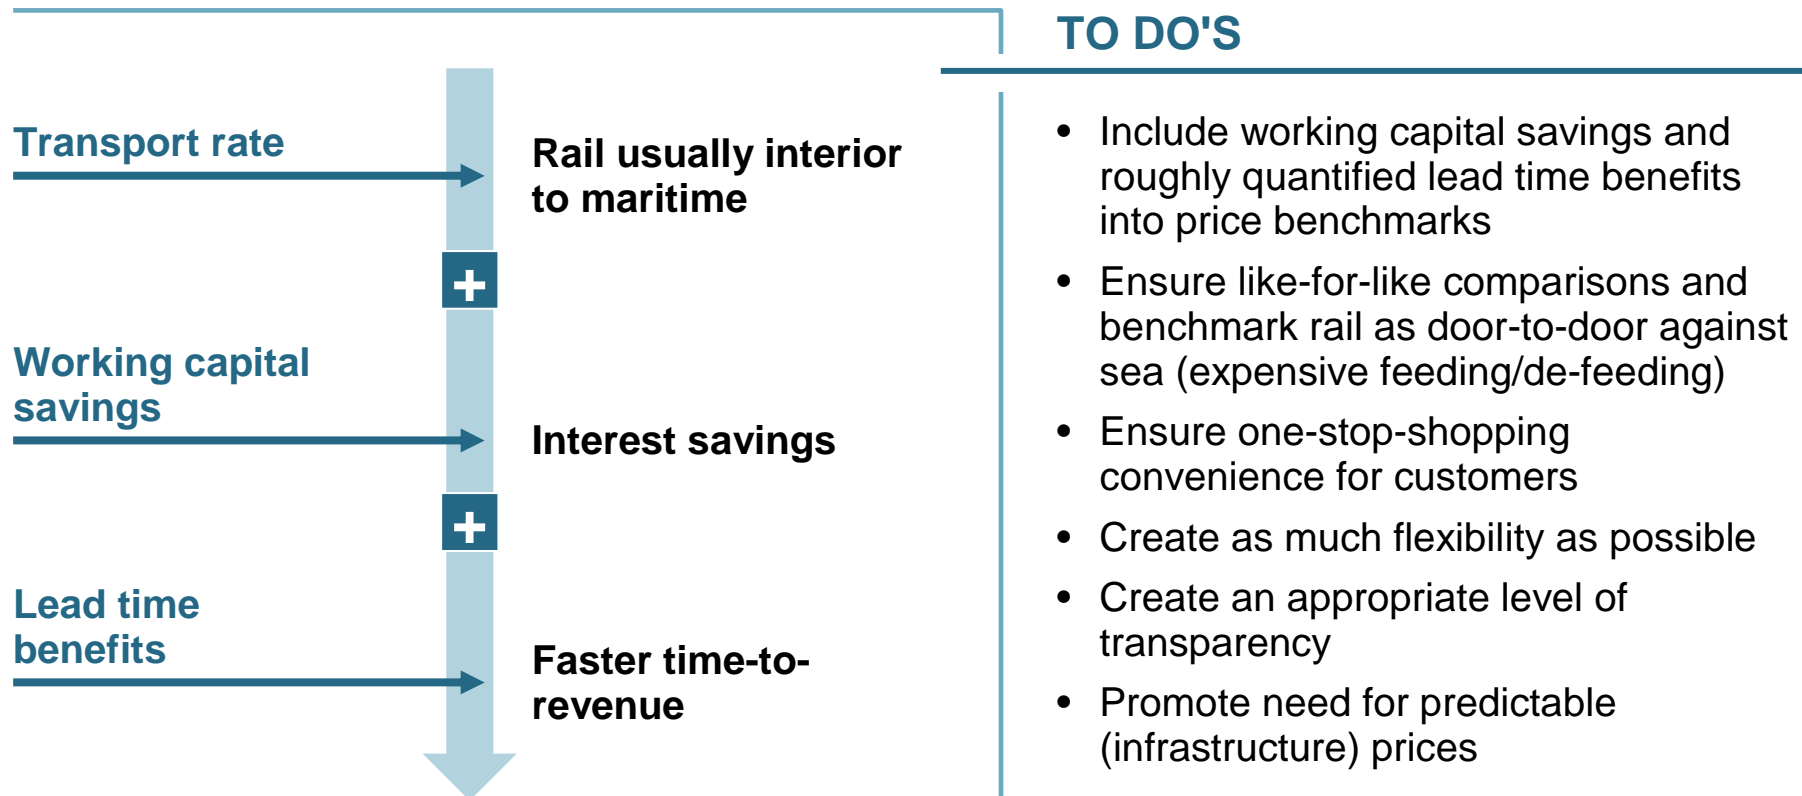 Transport rate
Rail usually interior
to maritime
+
Working capital
savings
Interest savings
+
Lead time
benefits
Faster time-to-
revenue
TO DO'S
• Include working capital savings and
roughly quantified lead time benefits
into price benchmarks
• Ensure like-for-like comparisons and
benchmark rail as door-to-door against
sea (expensive feeding/de-feeding)
• Ensure one-stop-shopping
convenience for customers
• Create as much flexibility as possible
• Create an appropriate level of
transparency
• Promote need for predictable
(infrastructure) prices